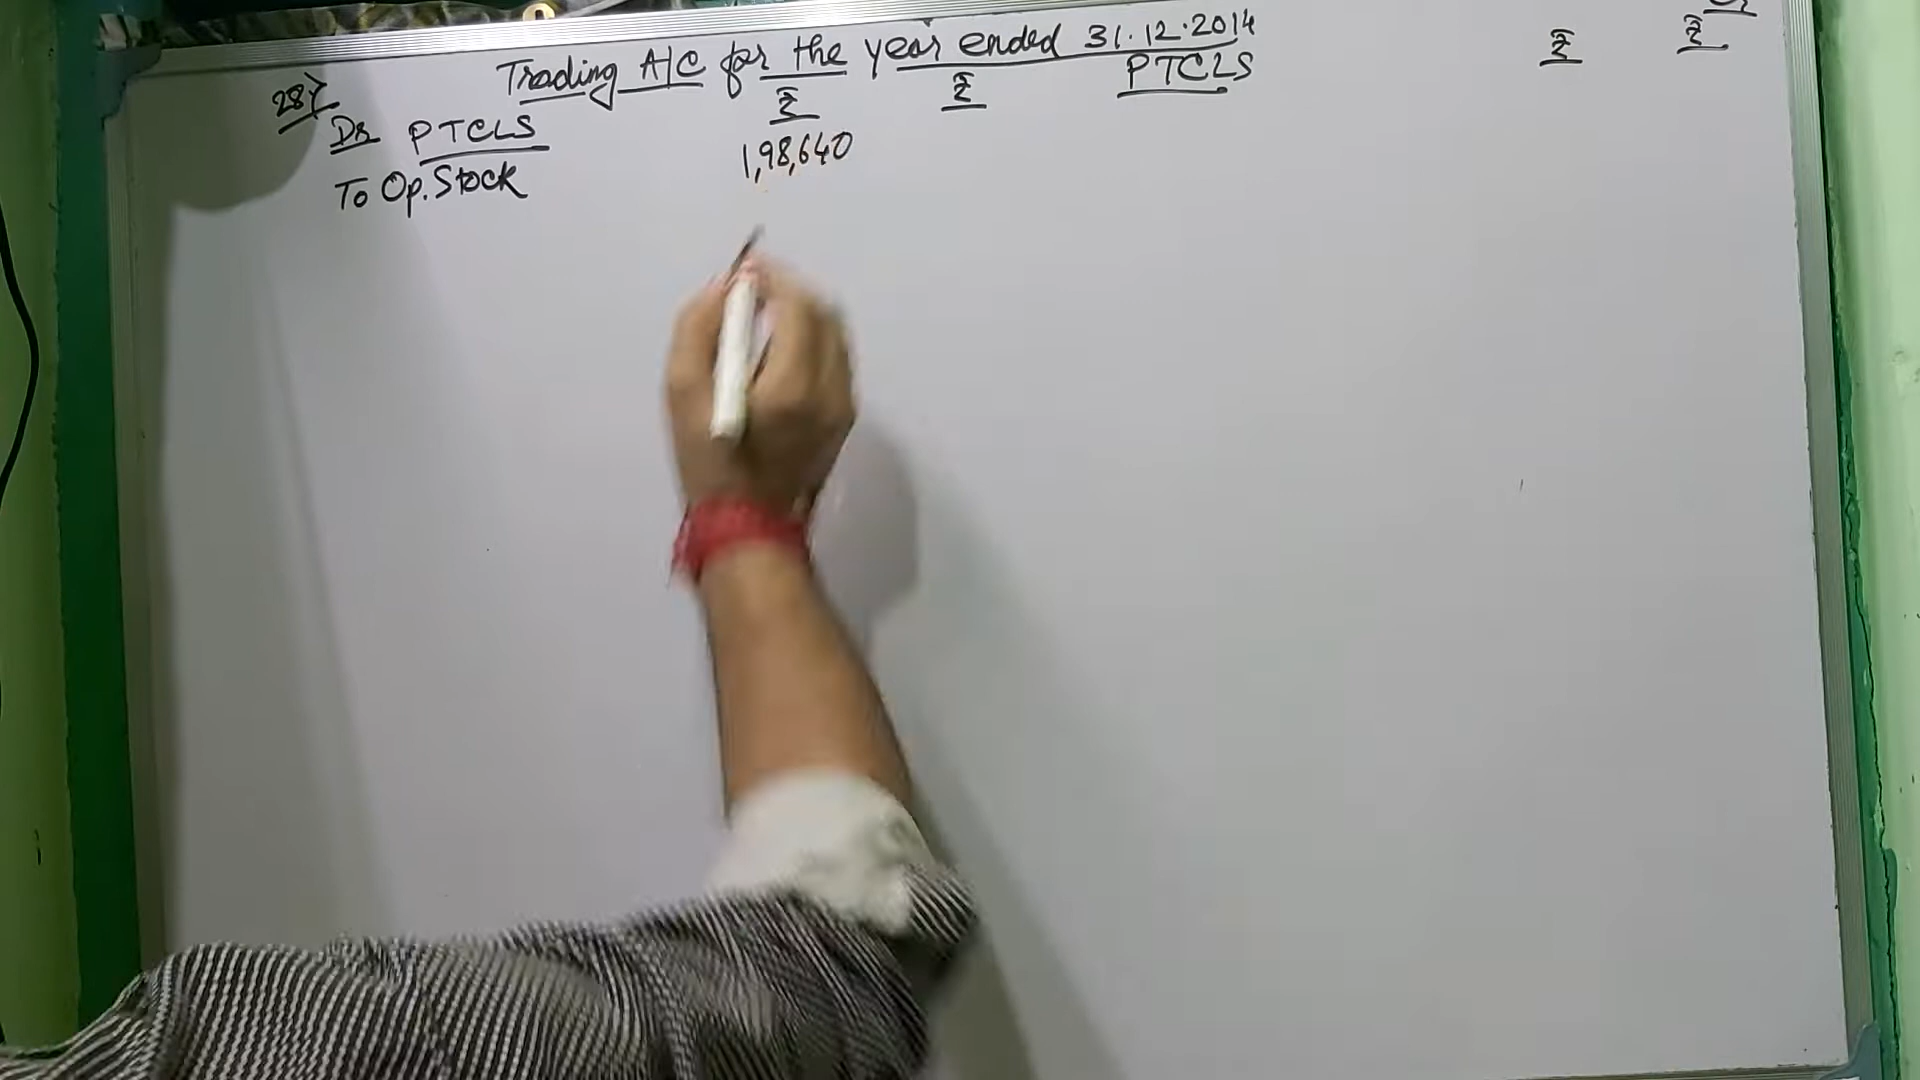 Trading A/C for the year ended 31.12.2014
28)
Dr PTCLS ₹ ₹ PTCLS ₹ ₹
To Op. Stock 1,98,640